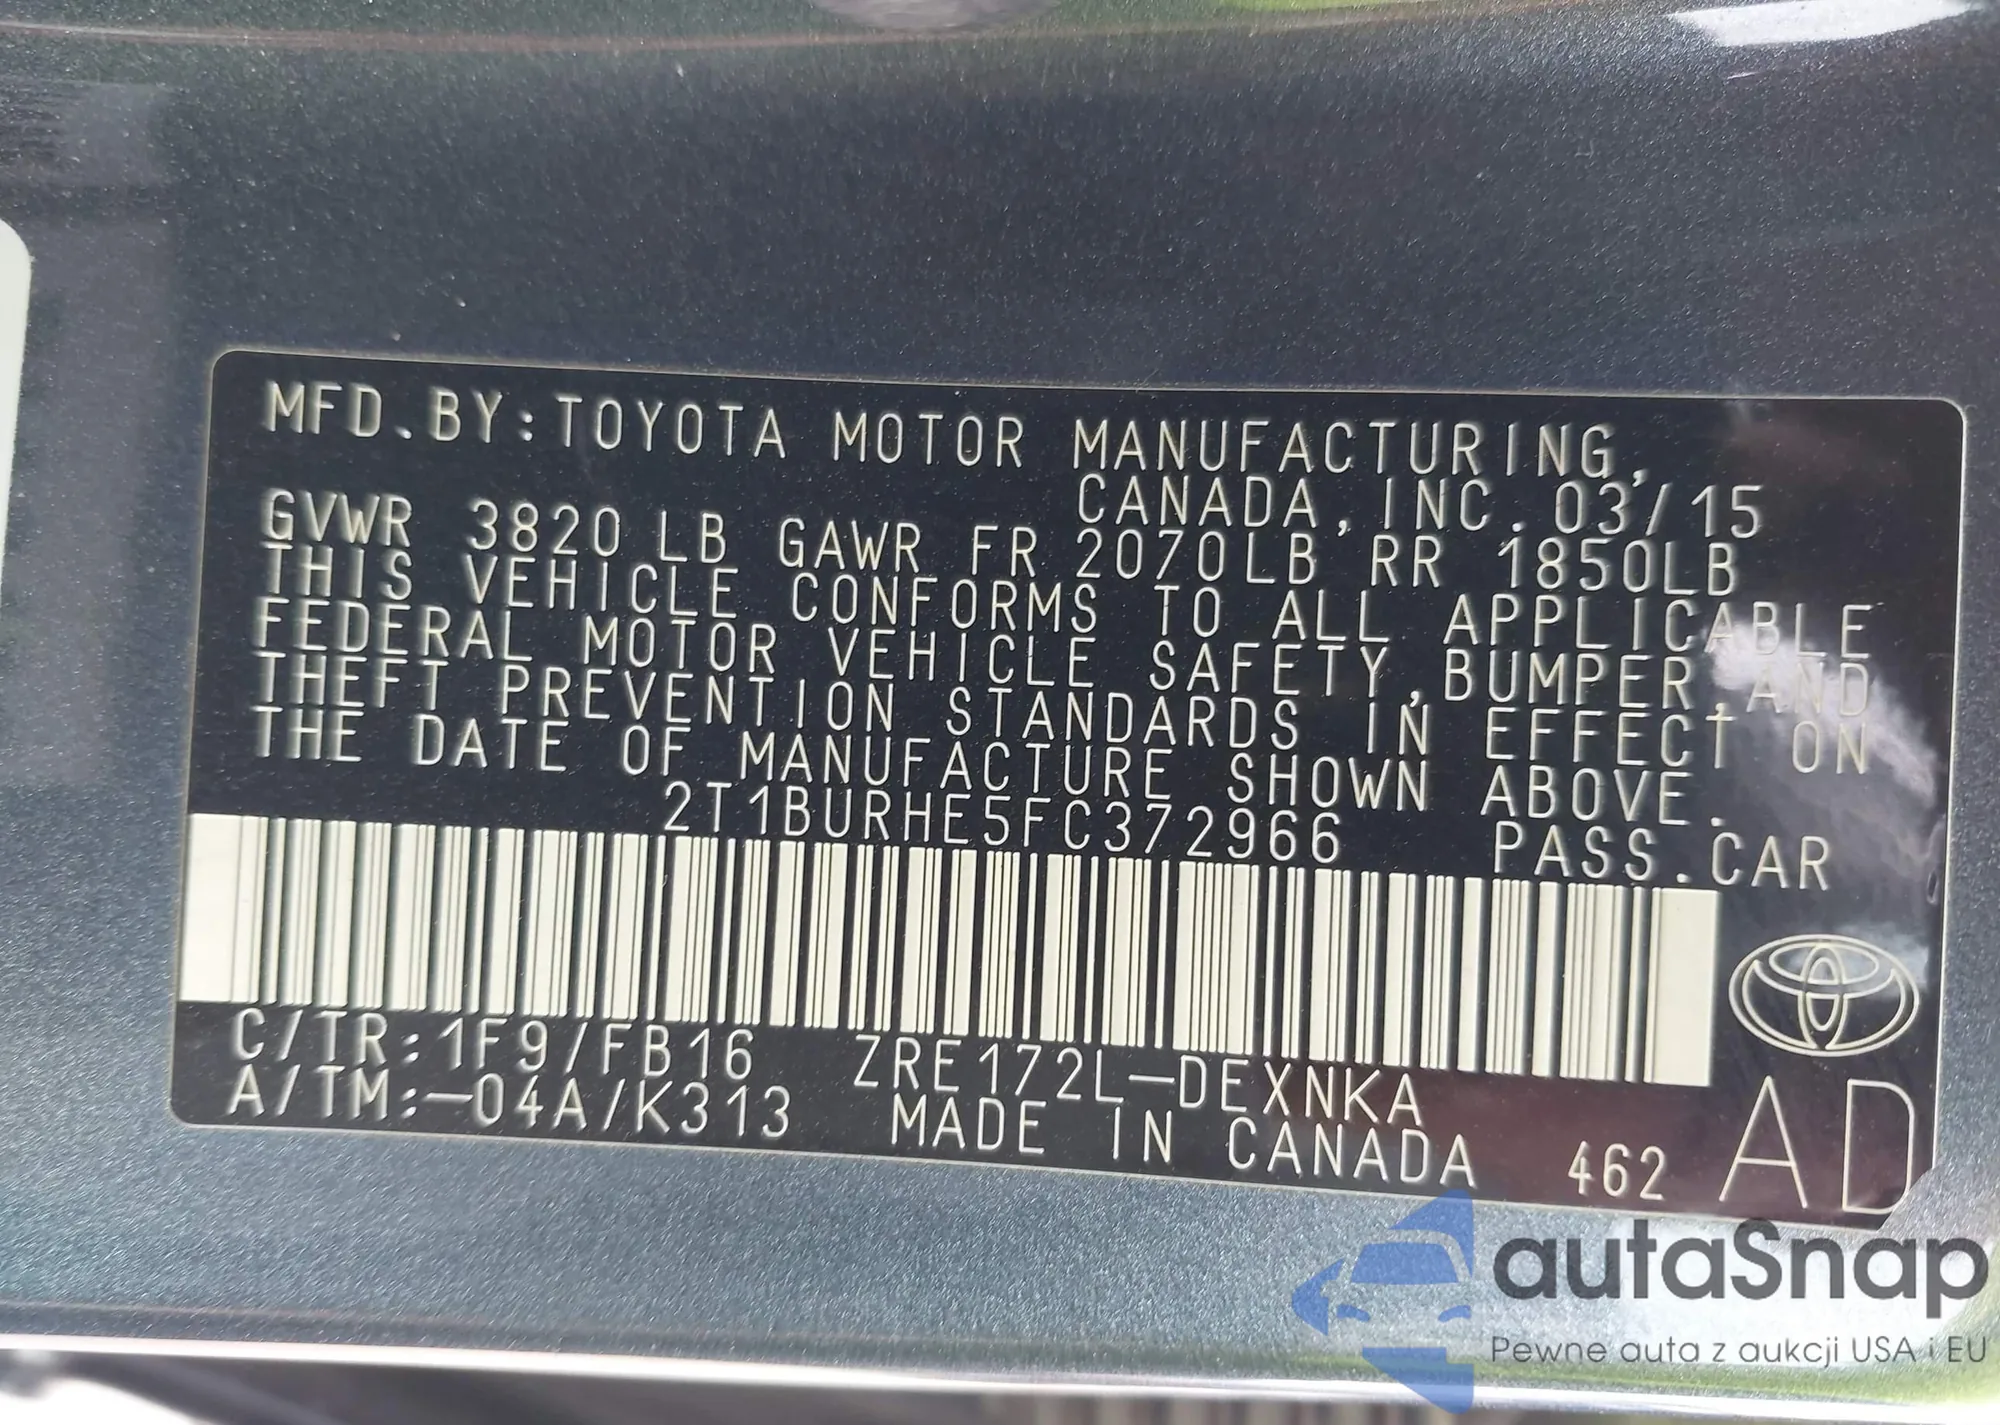 MFD.BY:TOYOTA MOTOR MANUFACTURING,
CANADA,INC. 03/15
GVWR 3820 LB GAWR FR 2070LB RR 1850LB
THIS VEHICLE CONFORMS TO ALL APPLICABLE
FEDERAL MOTOR VEHICLE SAFETY,BUMPER,AND
THEFT PREVENTION STANDARDS IN EFFECT ON
THE DATE OF MANUFACTURE SHOWN ABOVE.
2T1BURHE5FC372966 PASS.CAR
C/TR:1F9/FB16 ZRE172L-DEXNKA
A/TM:-04A/K313 MADE IN CANADA 462 AD
autaSnap
Pewne auta z aukcji USA i EU